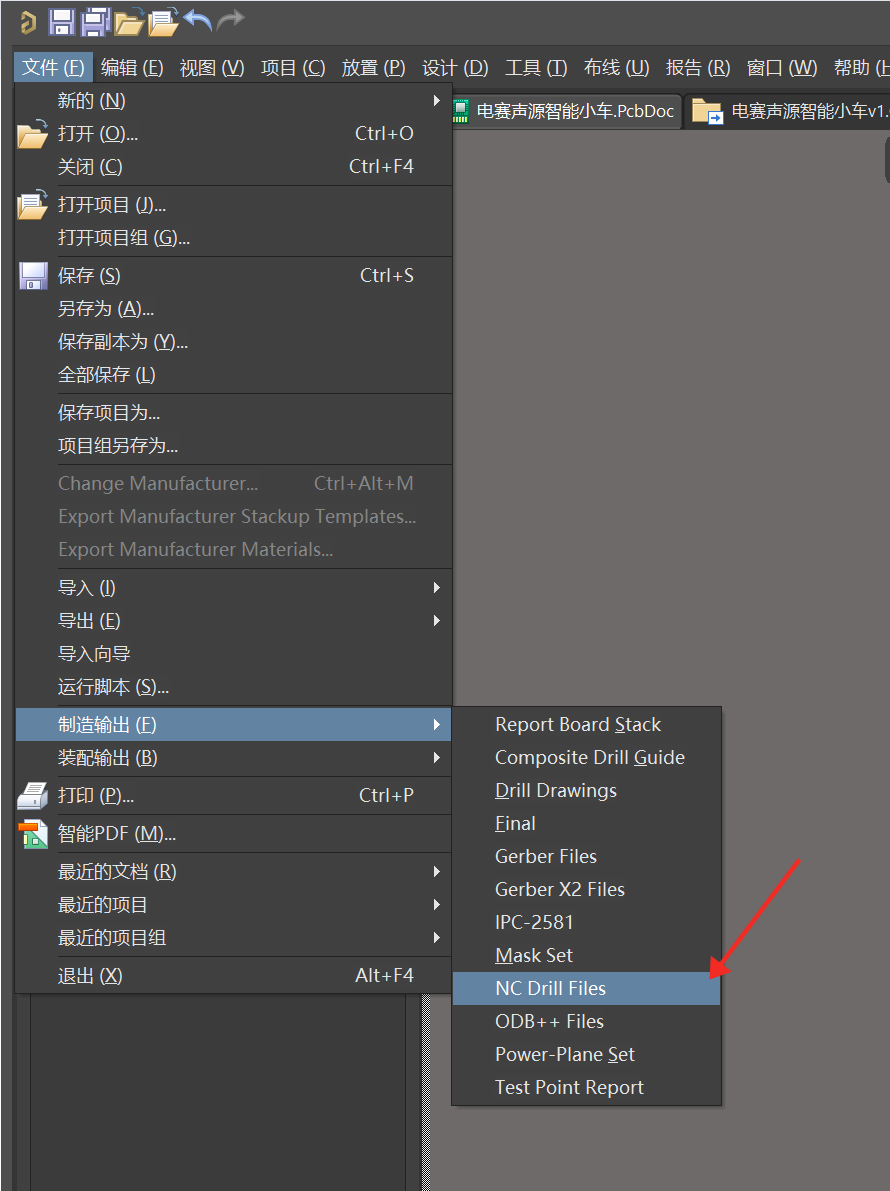 文件 (F) 编辑 (E) 视图 (V) 项目 (C) 放置 (P) 设计 (D) 工具 (T) 布线 (U) 报告 (R) 窗口 (W) 帮助 (H
电赛声源智能小车.PcbDoc 电赛声源智能小车v1.
新的 (N)
打开 (O)... Ctrl+O
关闭 (C) Ctrl+F4
打开项目 (J)...
打开项目组 (G)...
保存 (S) Ctrl+S
另存为 (A)...
保存副本为 (Y)...
全部保存 (L)
保存项目为...
项目组另存为...
Change Manufacturer... Ctrl+Alt+M
Export Manufacturer Stackup Templates...
Export Manufacturer Materials...
导入 (I)
导出 (E)
导入向导
运行脚本 (S)...
制造输出 (F)
装配输出 (B)
打印 (P)... Ctrl+P
智能PDF (M)...
最近的文档 (R)
最近的项目
最近的项目组
退出 (X) Alt+F4
Report Board Stack
Composite Drill Guide
Drill Drawings
Final
Gerber Files
Gerber X2 Files
IPC-2581
Mask Set
NC Drill Files
ODB++ Files
Power-Plane Set
Test Point Report